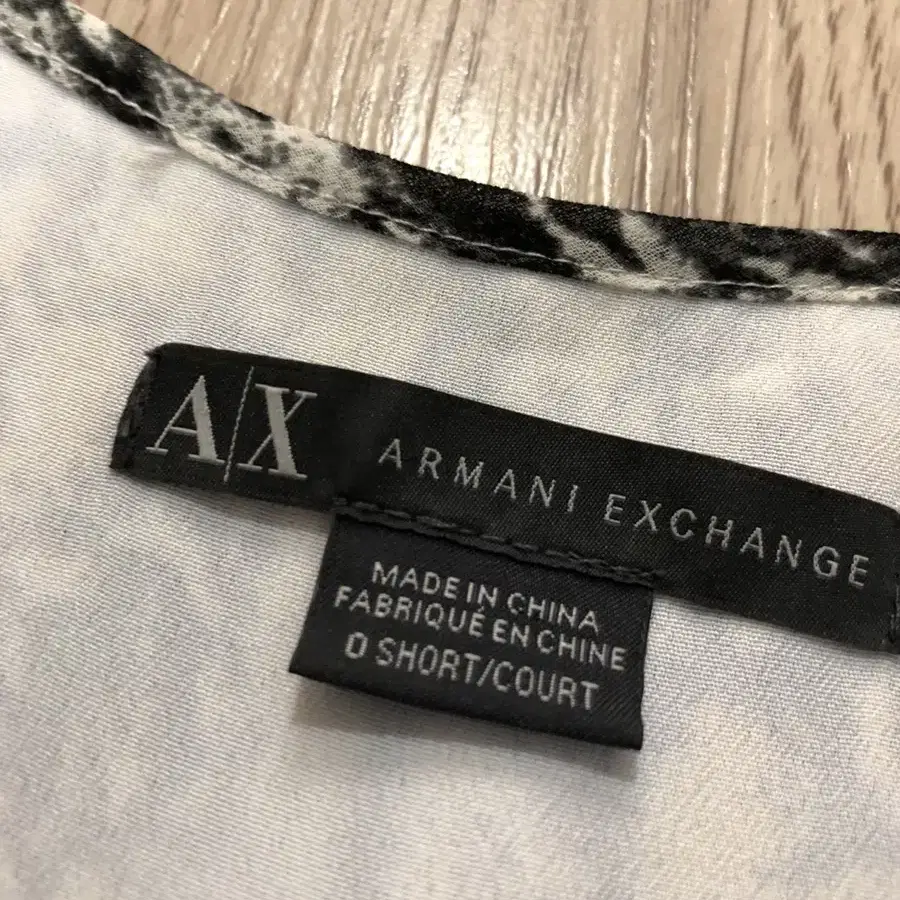 A|X ARMANI EXCHANGE
MADE IN CHINA
FABRIQUÉ EN CHINE
0 SHORT/COURT